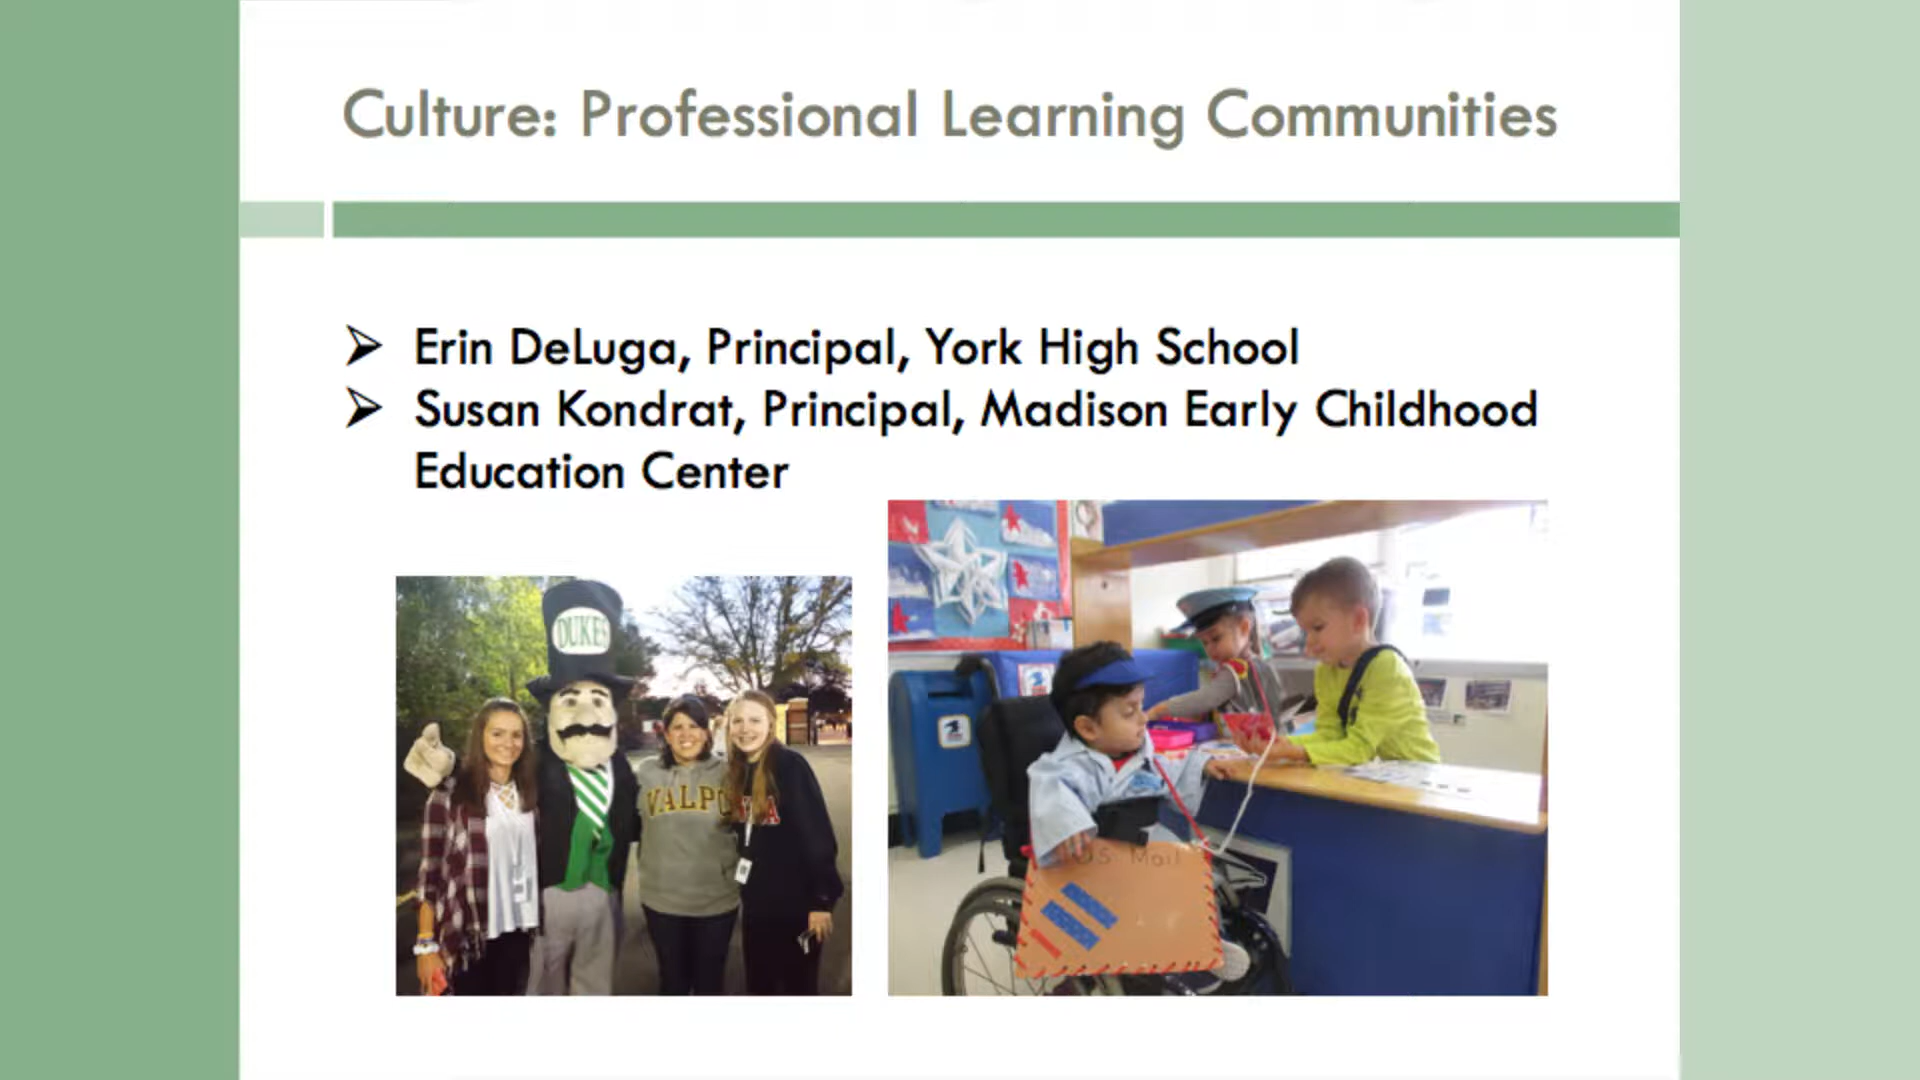 Culture: Professional Learning Communities
➢ Erin DeLuga, Principal, York High School
➢ Susan Kondrat, Principal, Madison Early Childhood
Education Center
DUKES
VALPO
U.S. Mail